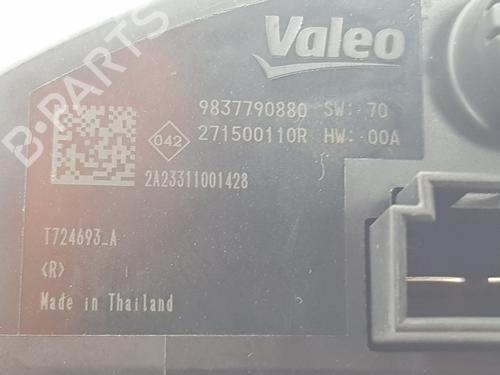 B-PARTS
Valeo
9837790880 SW: 70
042 271500110R HW: 00A
2A23311001428
T724693_A
<R>
Made in Thailand